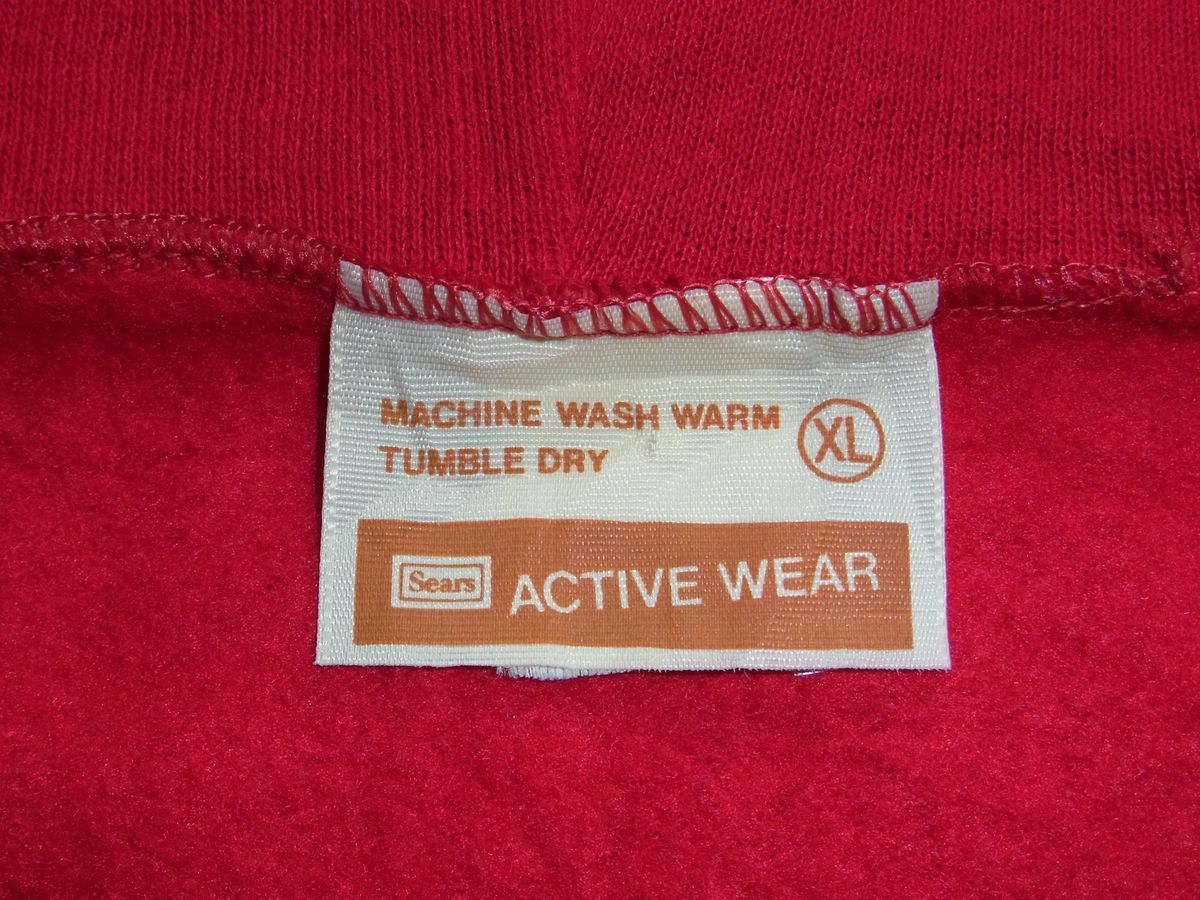 MACHINE WASH WARM
TUMBLE DRY
XL
Sears ACTIVE WEAR